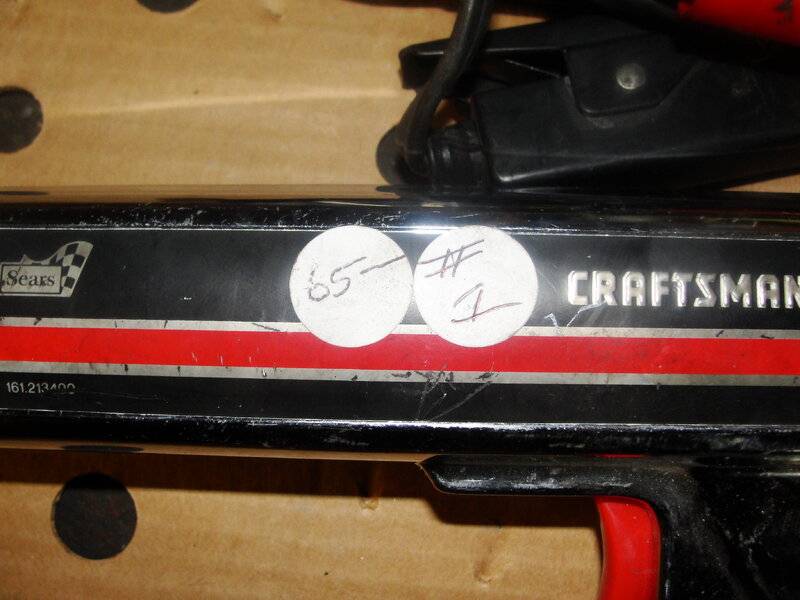 Sears
65-
#
1
CRAFTSMAN
161.213400